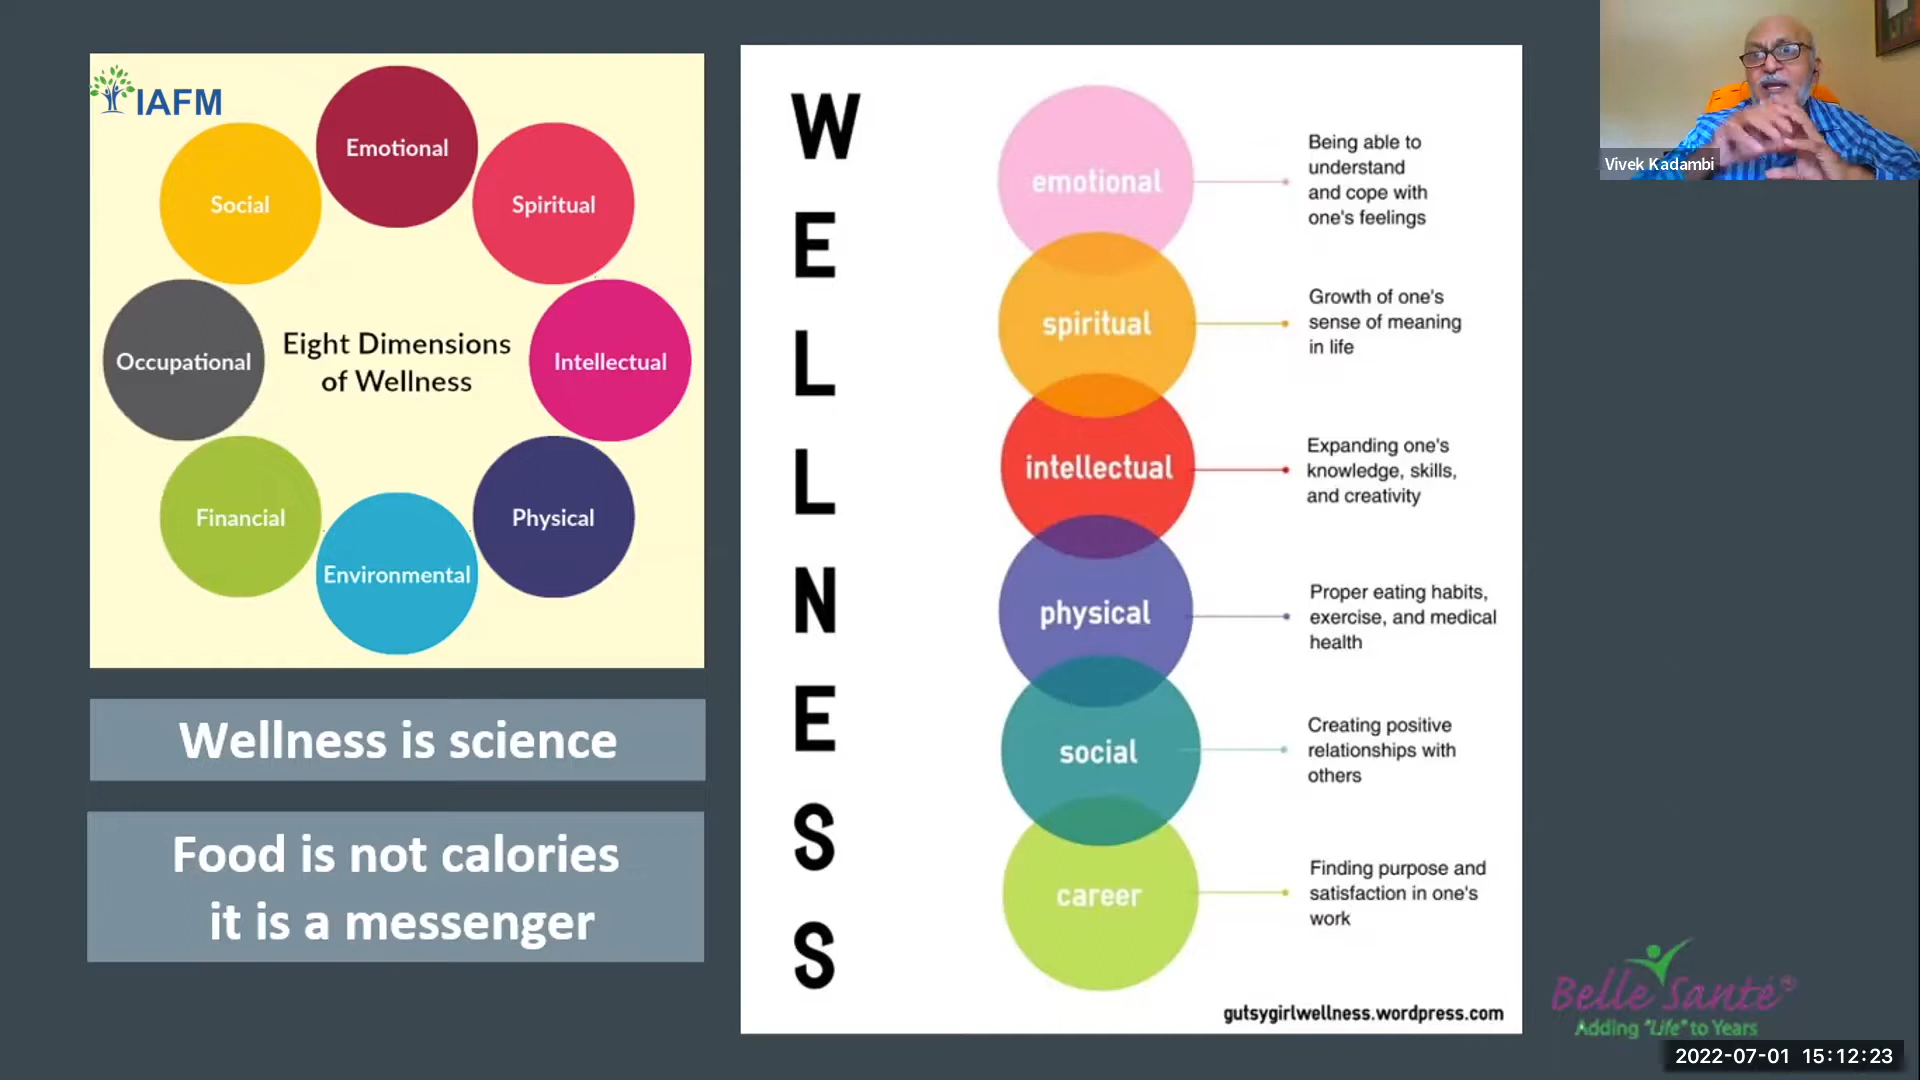 IAFM
Emotional
Social
Spiritual
Occupational
Eight Dimensions
of Wellness
Intellectual
Financial
Physical
Environmental
Wellness is science
Food is not calories
it is a messenger
W
E
L
L
N
E
S
S
emotional
Being able to
understand
and cope with
one's feelings
spiritual
Growth of one's
sense of meaning
in life
intellectual
Expanding one's
knowledge, skills,
and creativity
physical
Proper eating habits,
exercise, and medical
health
social
Creating positive
relationships with
others
career
Finding purpose and
satisfaction in one's
work
gutsygirlwellness.wordpress.com
Vivek Kadambi
Belle Santé®
Adding "Life" to Years
2022-07-01 15:12:23